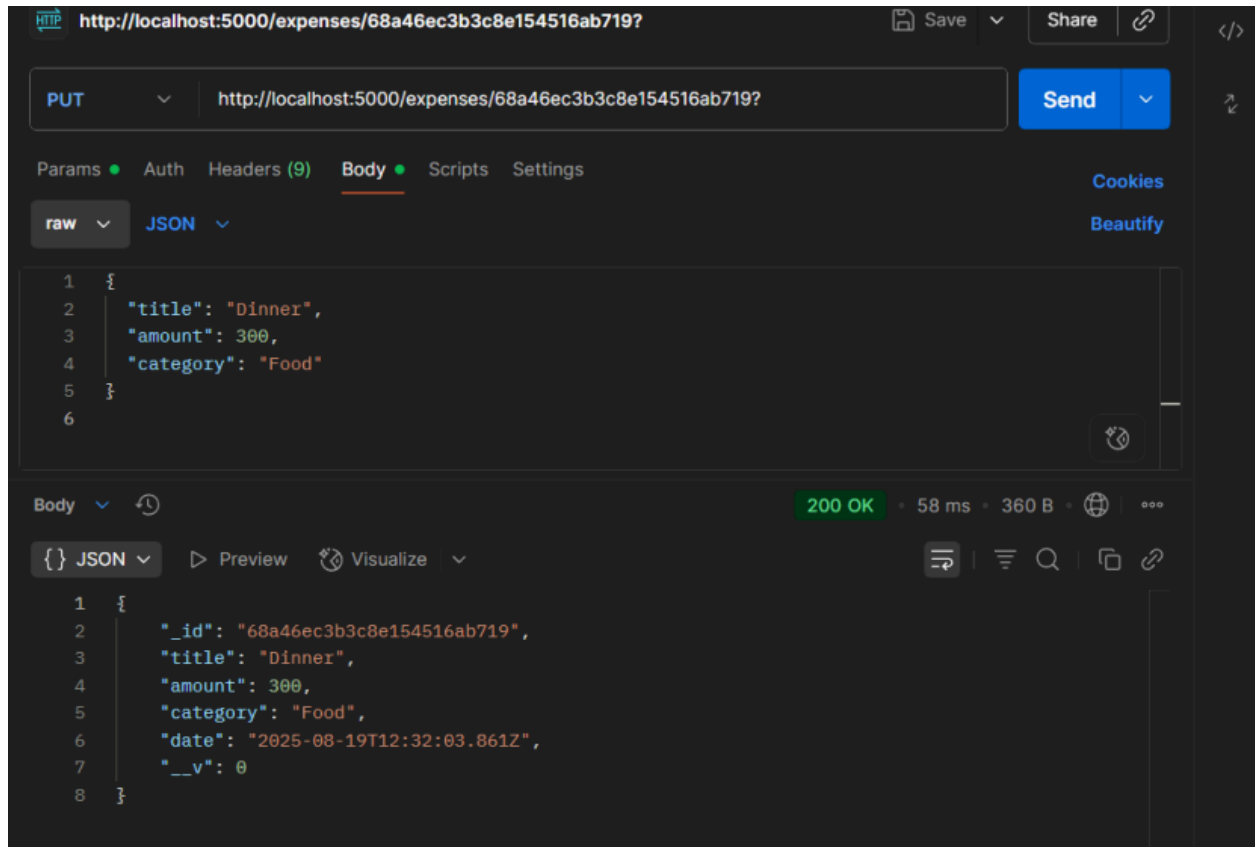 HTTP http://localhost:5000/expenses/68a46ec3b3c8e154516ab719? Save Share
PUT http://localhost:5000/expenses/68a46ec3b3c8e154516ab719? Send
Params Auth Headers (9) Body Scripts Settings Cookies
raw JSON Beautify
1 {
2 "title": "Dinner",
3 "amount": 300,
4 "category": "Food"
5 }
6
Body 200 OK 58 ms 360 B
{} JSON Preview Visualize
1 {
2 "_id": "68a46ec3b3c8e154516ab719",
3 "title": "Dinner",
4 "amount": 300,
5 "category": "Food",
6 "date": "2025-08-19T12:32:03.861Z",
7 "__v": 0
8 }